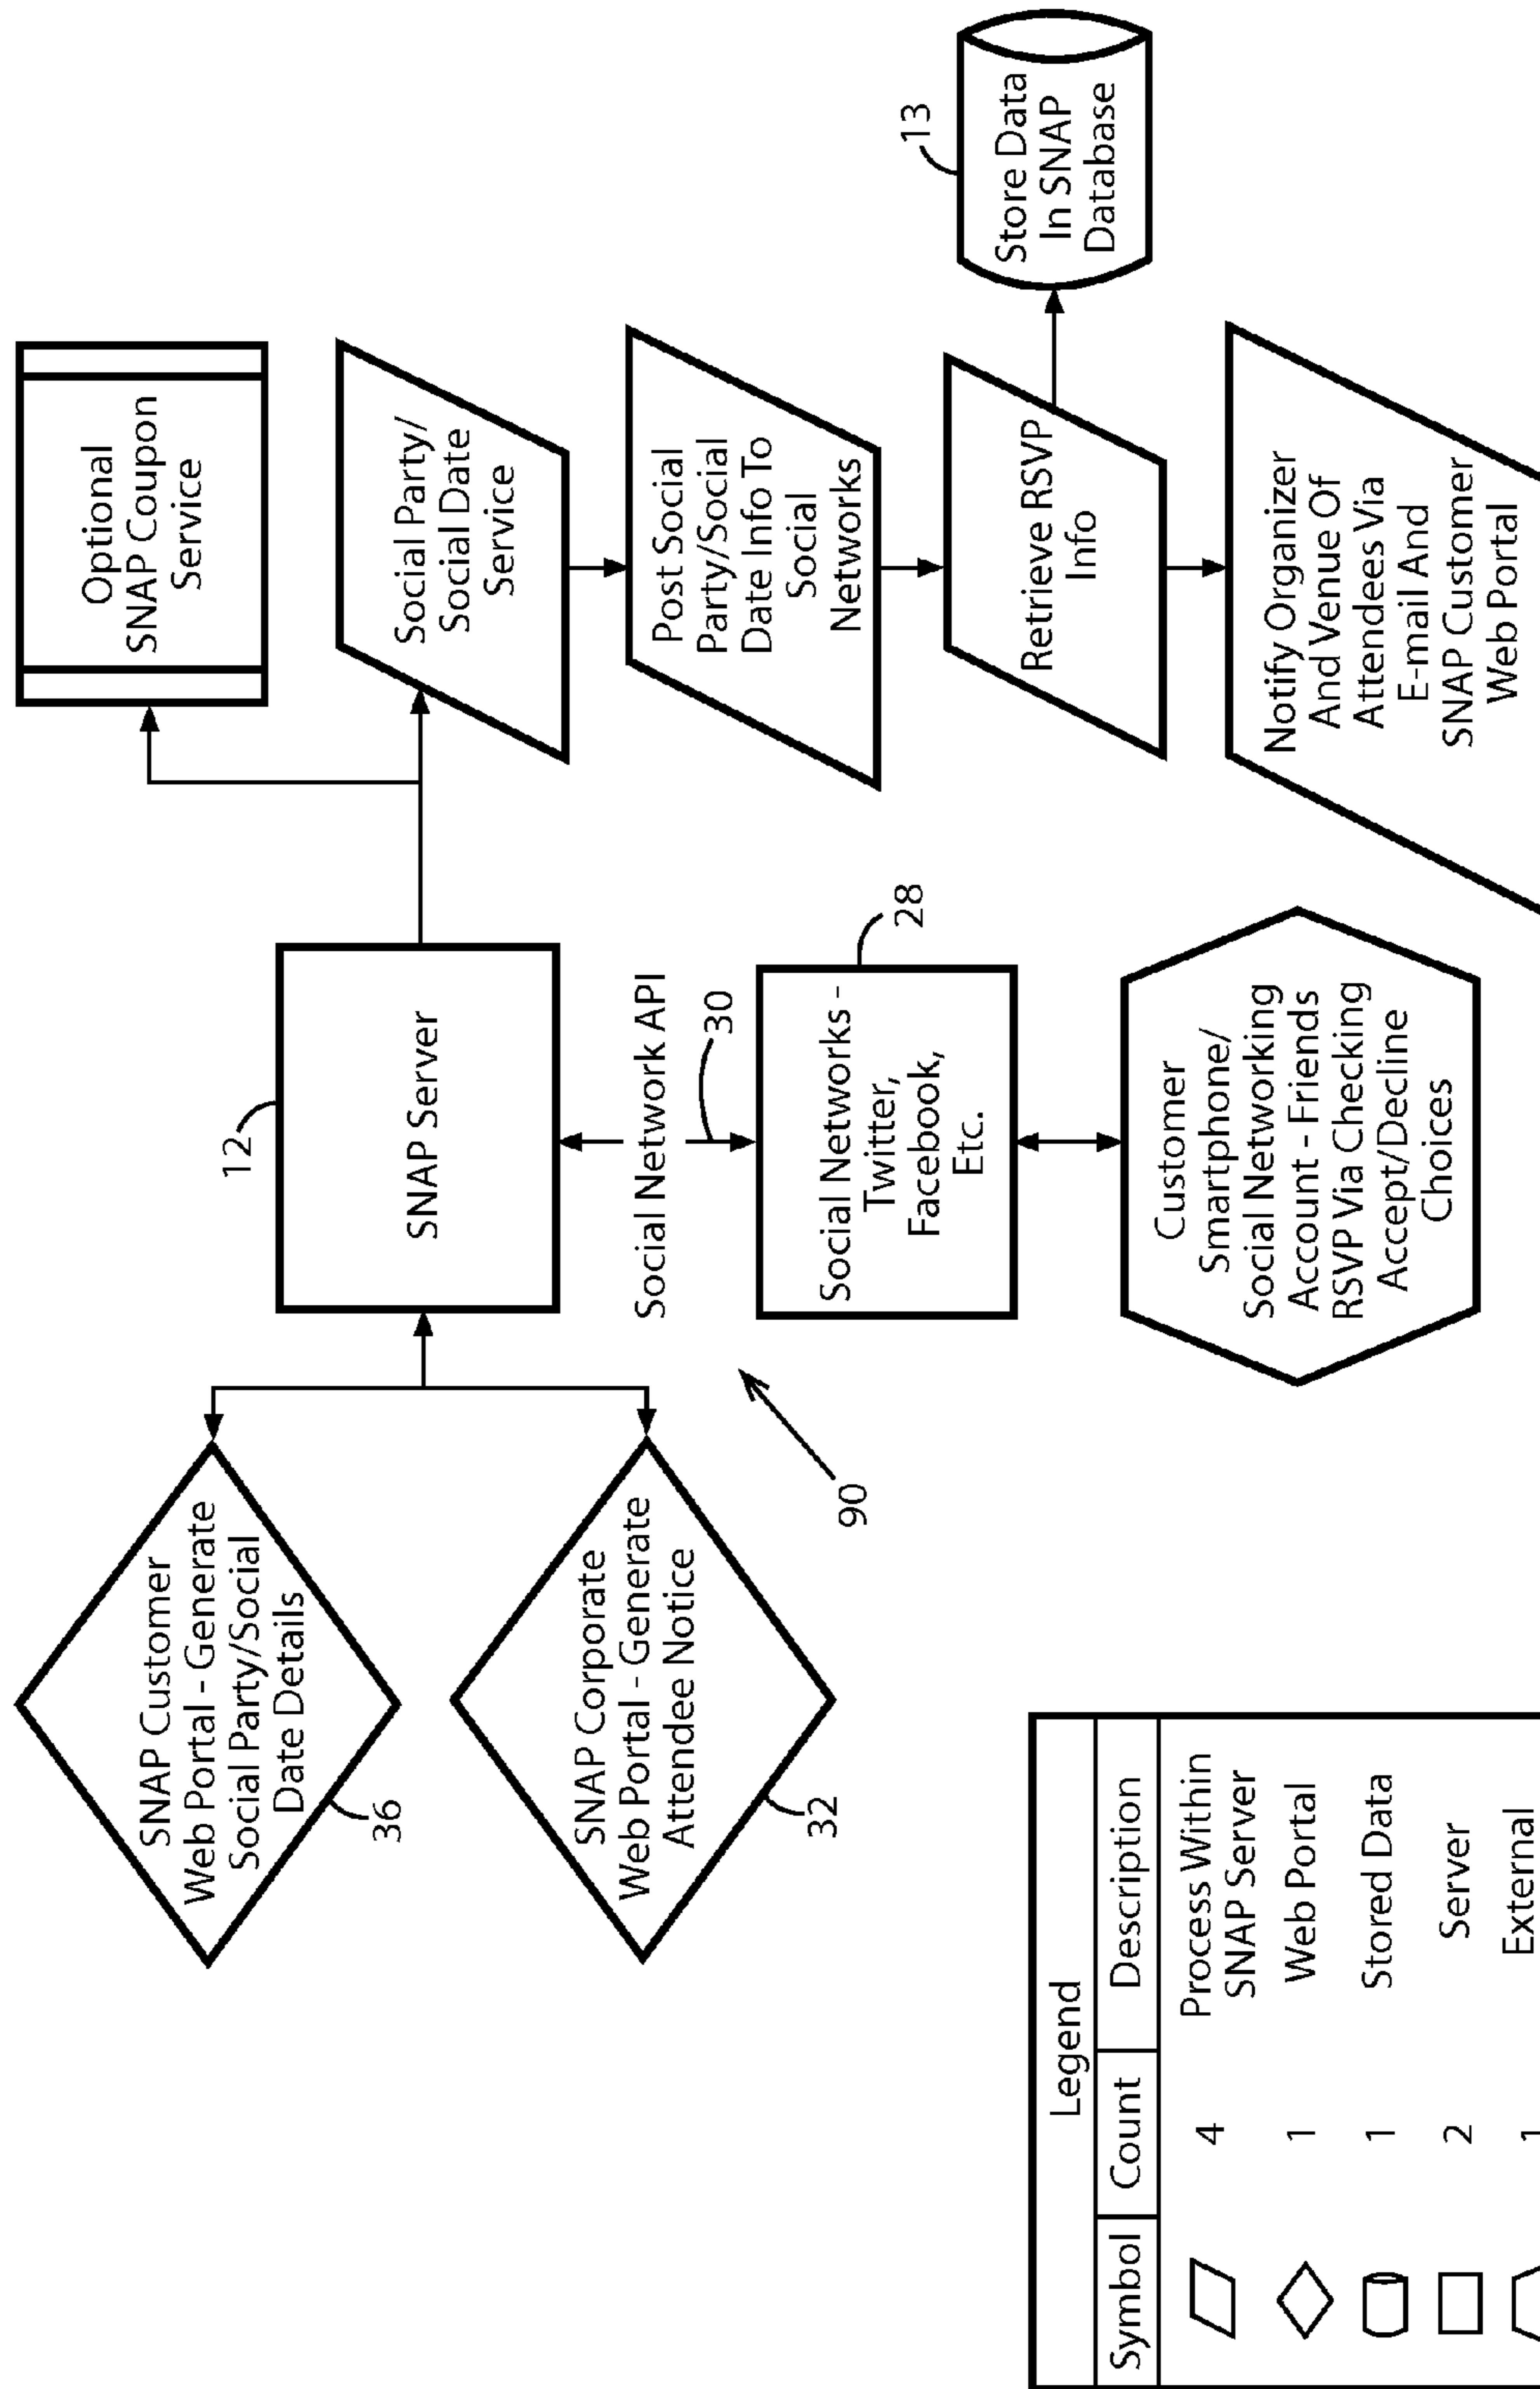 SNAP Customer
Web Portal - Generate
Social Party/Social
Date Details
36
SNAP Corporate
Web Portal - Generate
Attendee Notice
32
90
12
SNAP Server
Social Network API
30
Social Networks -
Twitter,
Facebook,
Etc.
28
Customer
Smartphone/
Social Networking
Account - Friends
RSVP Via Checking
Accept/Decline
Choices
Optional
SNAP Coupon
Service
Social Party/
Social Date
Service
Post Social
Party/Social
Date Info To
Social
Networks
Retrieve RSVP
Info
13
Store Data
In SNAP
Database
Notify Organizer
And Venue Of
Attendees Via
E-mail And
SNAP Customer
Web Portal
Legend
Symbol Count Description
4 Process Within
SNAP Server
1 Web Portal
1 Stored Data
2 Server
1 External